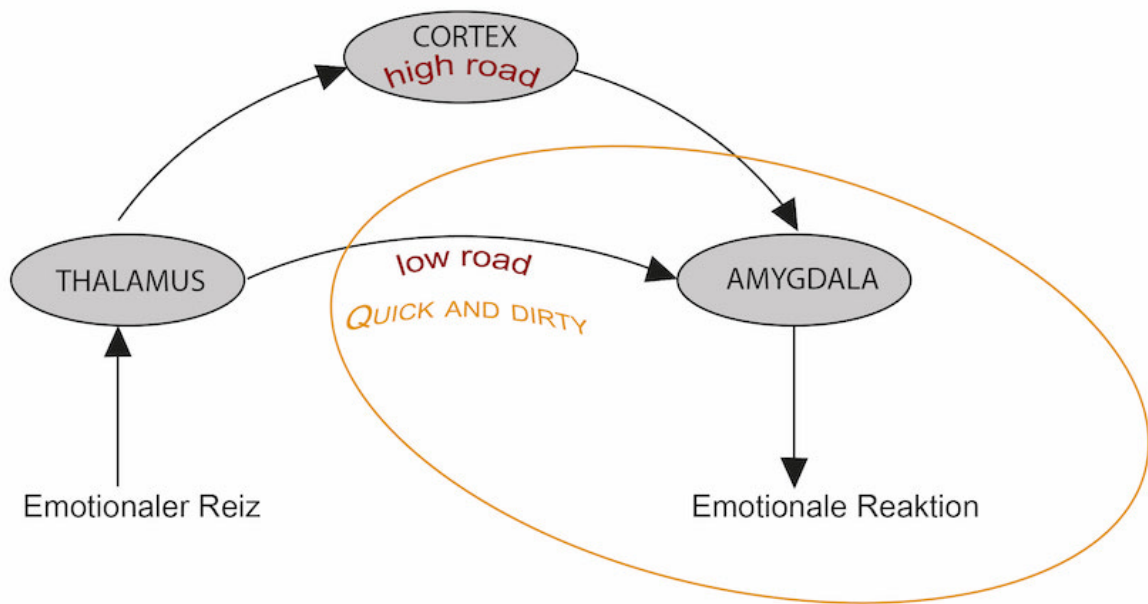 CORTEX
high road
THALAMUS
low road
AMYGDALA
QUICK AND DIRTY
Emotionaler Reiz
Emotionale Reaktion